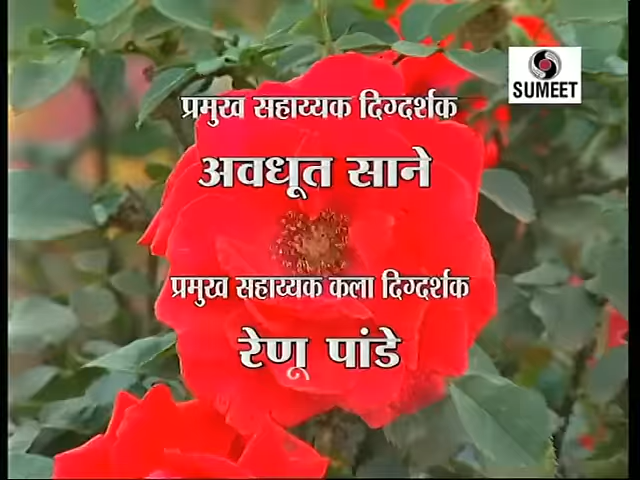 SUMEET
प्रमुख सहाय्यक दिग्दर्शक
अवधूत साने
प्रमुख सहाय्यक कला दिग्दर्शक
रेणू पांडे